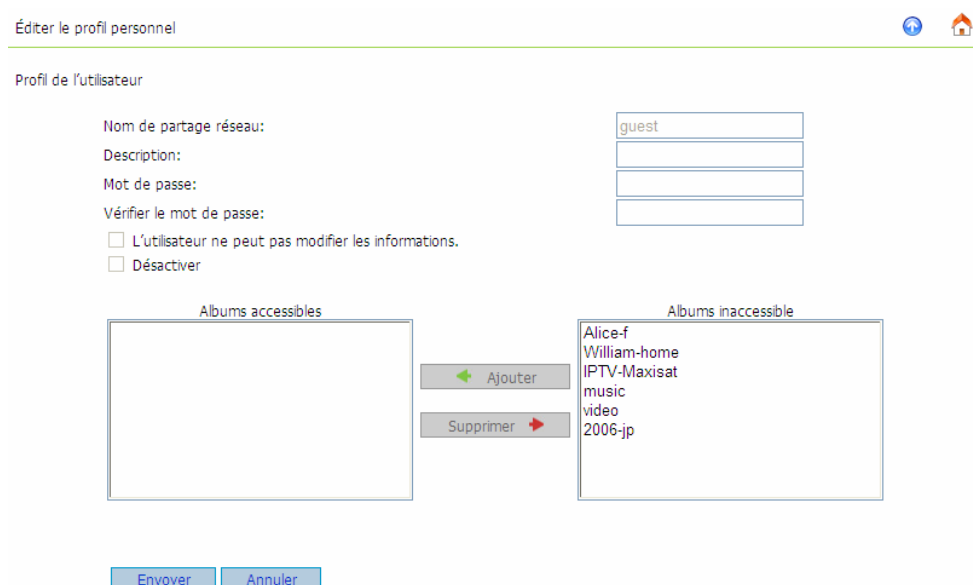 Éditer le profil personnel
Profil de l'utilisateur
Nom de partage réseau: guest
Description:
Mot de passe:
Vérifier le mot de passe:
L'utilisateur ne peut pas modifier les informations.
Désactiver
Albums accessibles
Albums inaccessible
Alice-f
William-home
IPTV-Maxisat
music
video
2006-jp
Ajouter
Supprimer
Envoyer Annuler